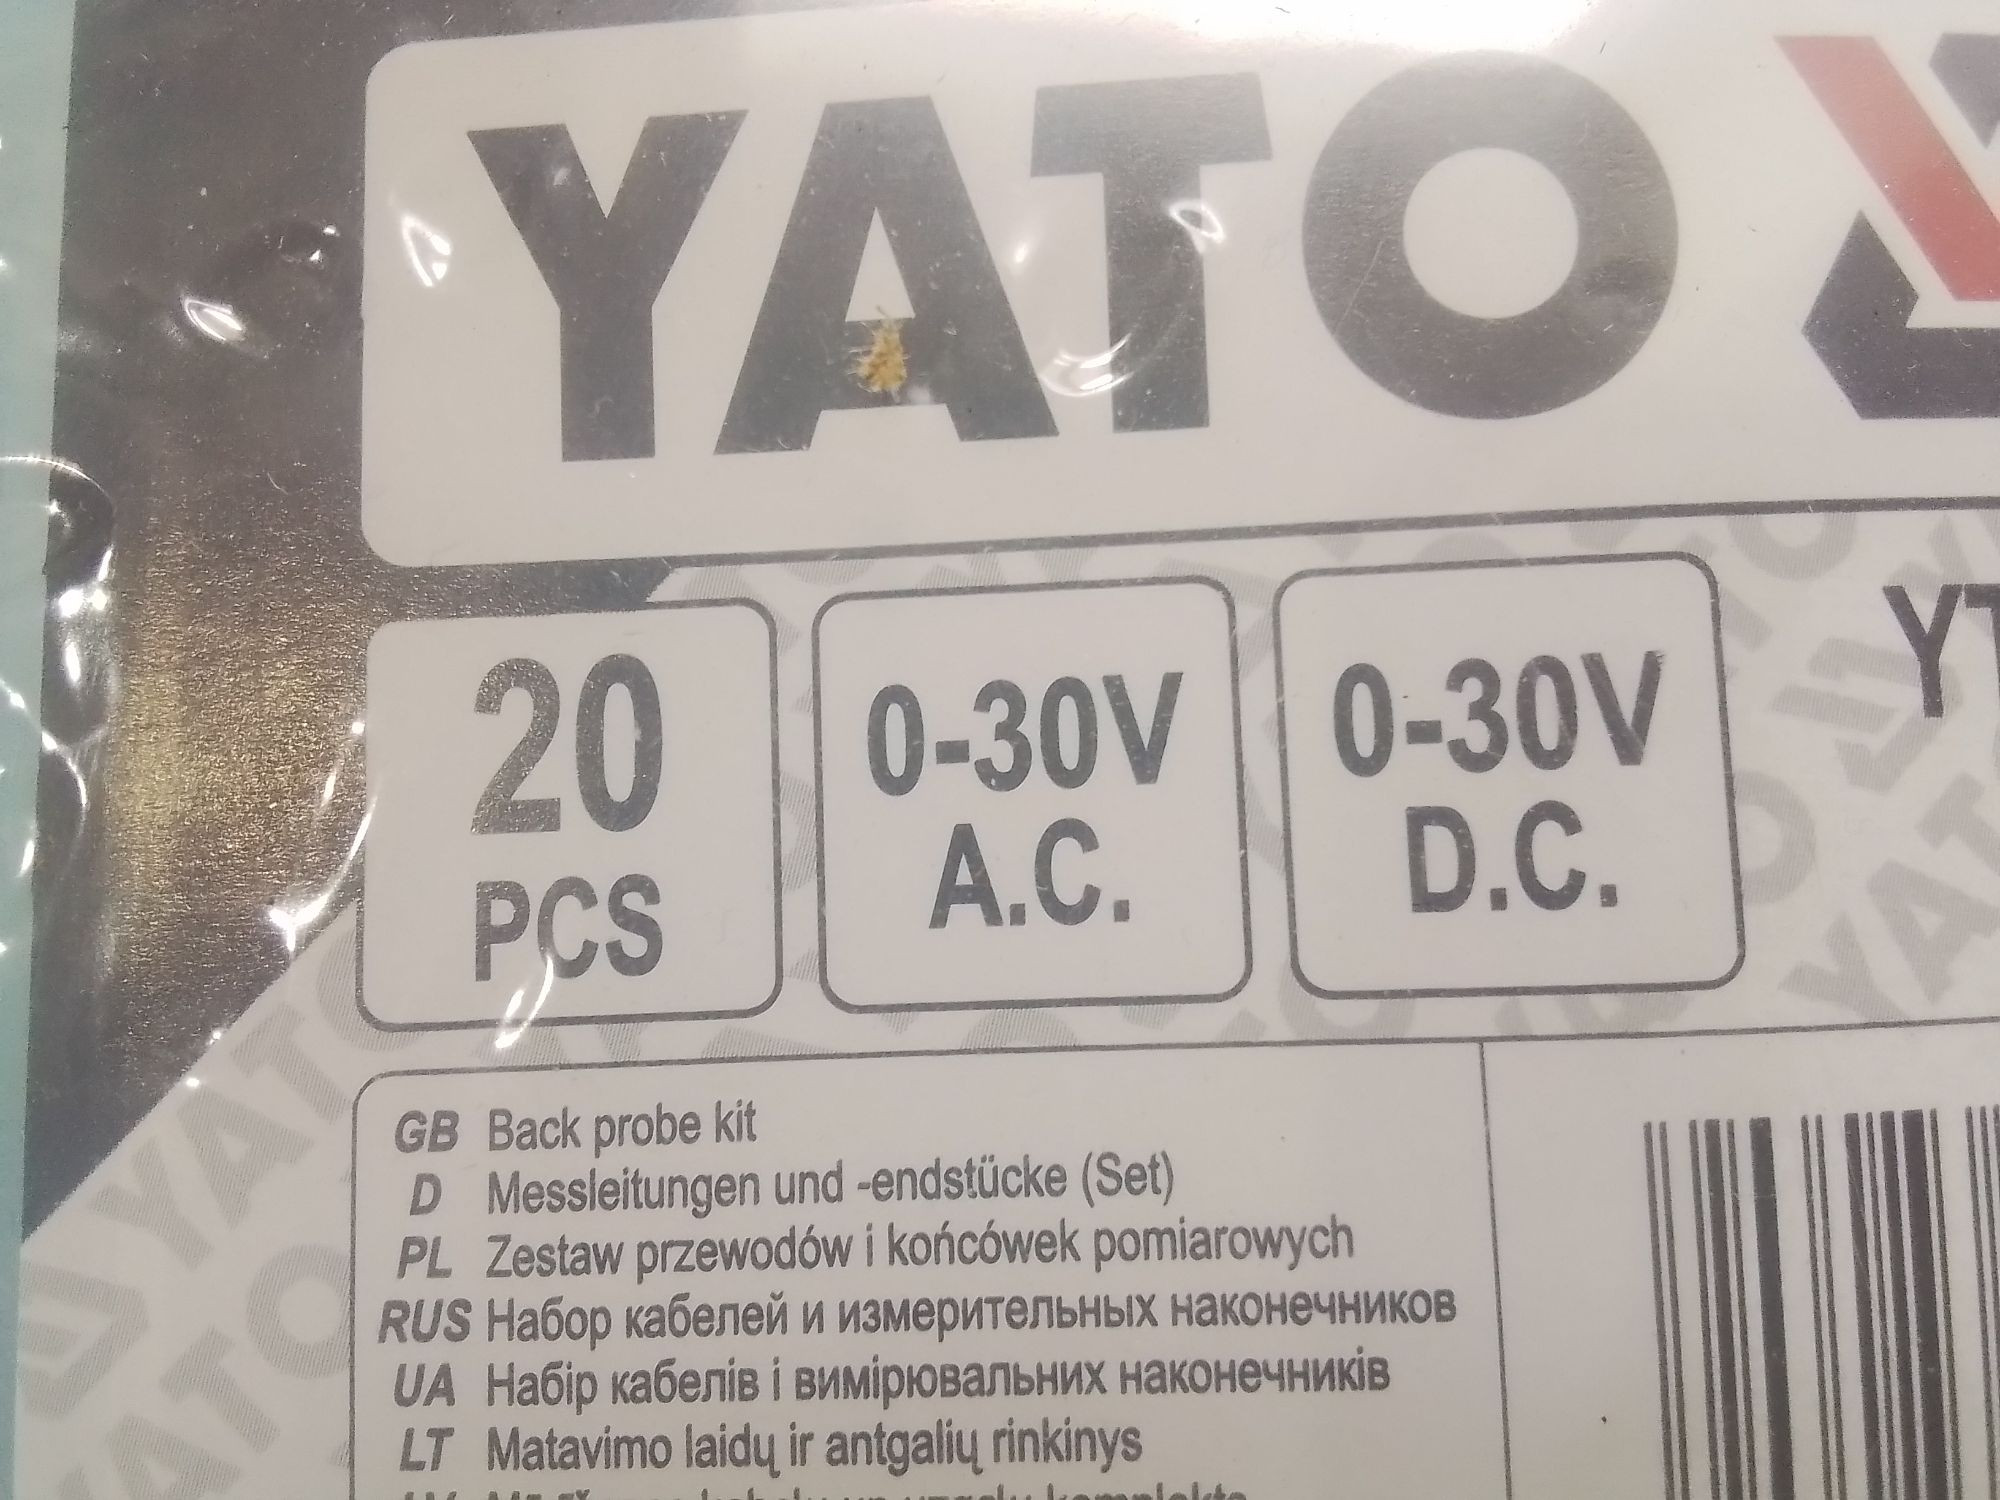 YATO
20
PCS
0-30V
A.C.
0-30V
D.C.
GB Back probe kit
D Messleitungen und -endstücke (Set)
PL Zestaw przewodów i końcówek pomiarowych
RUS Набор кабелей и измерительных наконечников
UA Набір кабелів і вимірювальних наконечників
LT Matavimo laidų ir antgalių rinkinys